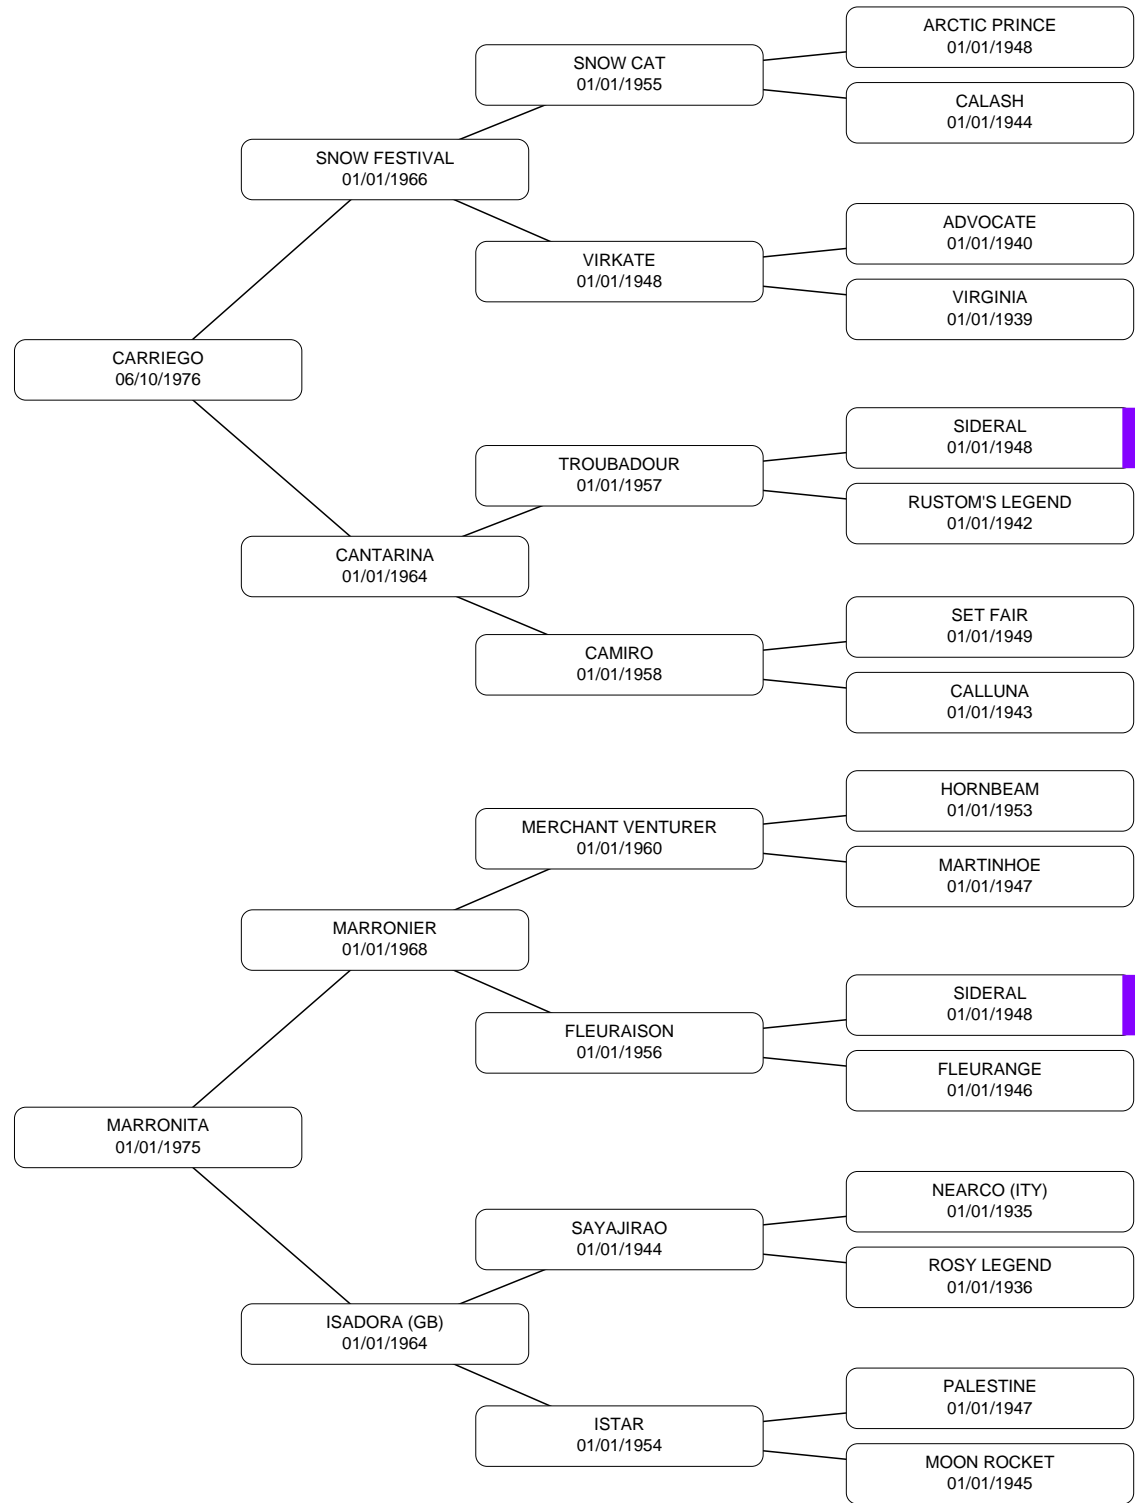 ARCTIC PRINCE
01/01/1948
SNOW CAT
01/01/1955
CALASH
01/01/1944
SNOW FESTIVAL
01/01/1966
ADVOCATE
01/01/1940
VIRKATE
01/01/1948
VIRGINIA
01/01/1939
CARRIEGO
06/10/1976
SIDERAL
01/01/1948
TROUBADOUR
01/01/1957
RUSTOM'S LEGEND
01/01/1942
CANTARINA
01/01/1964
SET FAIR
01/01/1949
CAMIRO
01/01/1958
CALLUNA
01/01/1943
HORNBEAM
01/01/1953
MERCHANT VENTURER
01/01/1960
MARTINHOE
01/01/1947
MARRONIER
01/01/1968
SIDERAL
01/01/1948
FLEURAISON
01/01/1956
FLEURANGE
01/01/1946
MARRONITA
01/01/1975
NEARCO (ITY)
01/01/1935
SAYAJIRAO
01/01/1944
ROSY LEGEND
01/01/1936
ISADORA (GB)
01/01/1964
PALESTINE
01/01/1947
ISTAR
01/01/1954
MOON ROCKET
01/01/1945